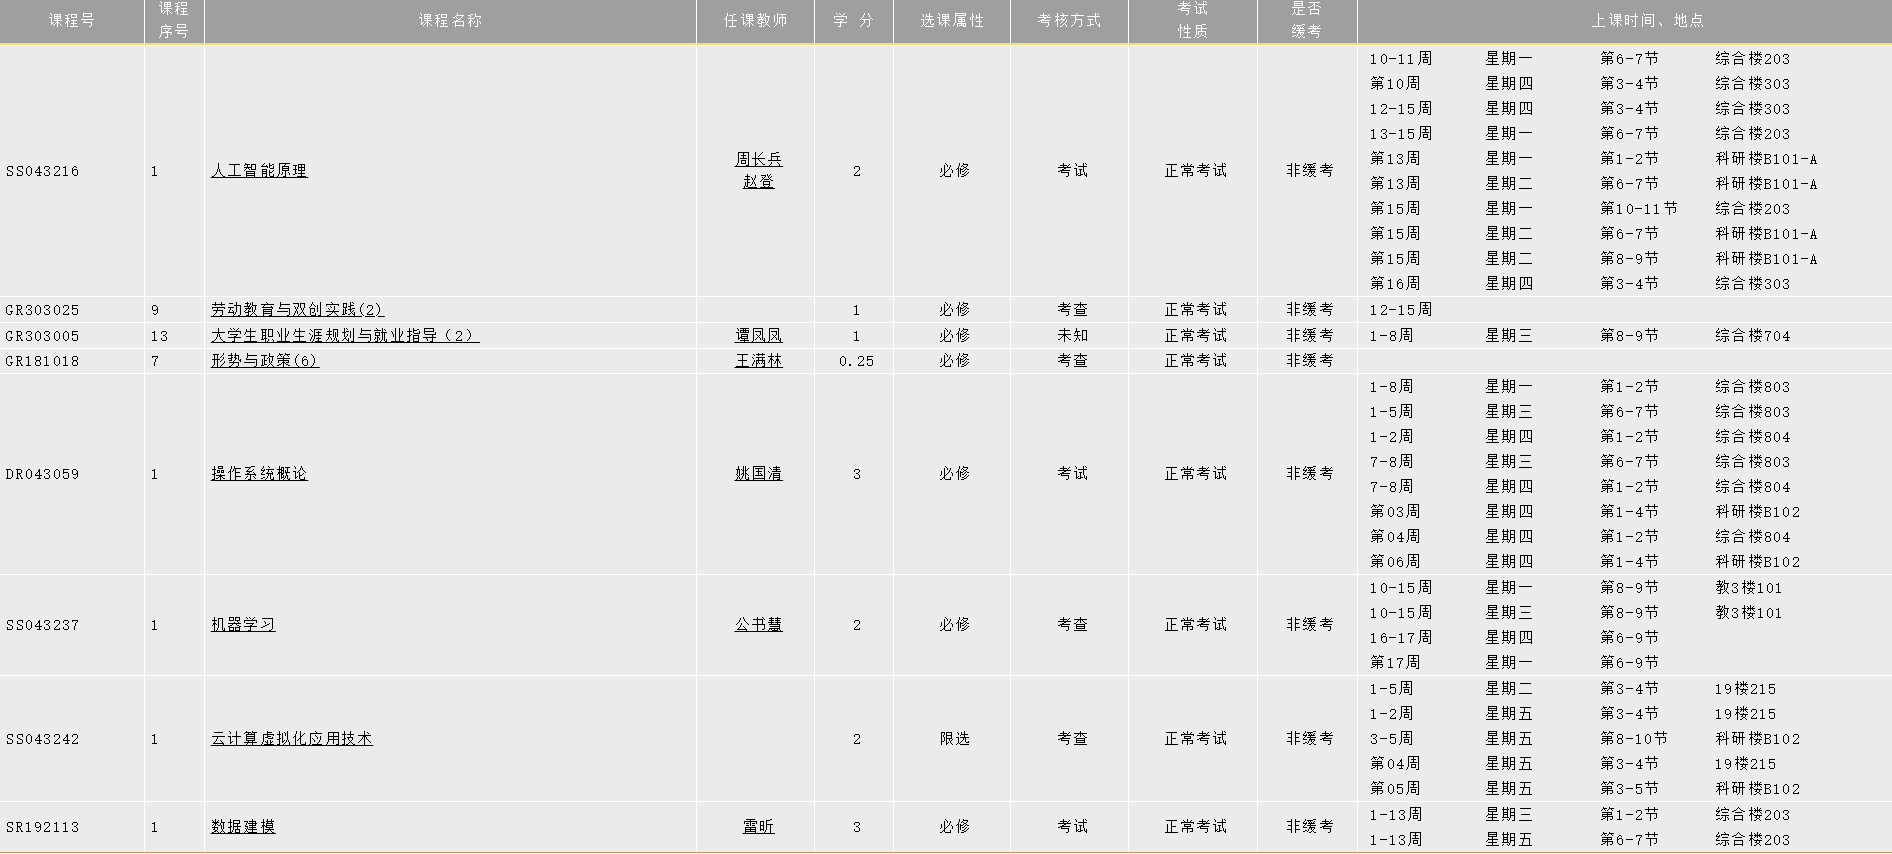 课程号 课程序号 课程名称 任课教师 学 分 选课属性 考核方式 考试性质 是否缓考 上课时间、地点
SS043216 1 人工智能原理 周长兵 赵登 2 必修 考试 正常考试 非缓考
10-11周 星期一 第6-7节 综合楼203
第10周 星期四 第3-4节 综合楼303
12-15周 星期四 第3-4节 综合楼303
13-15周 星期一 第6-7节 综合楼203
第13周 星期一 第1-2节 科研楼B101-A
第13周 星期二 第6-7节 科研楼B101-A
第15周 星期一 第10-11节 综合楼203
第15周 星期二 第6-7节 科研楼B101-A
第15周 星期二 第8-9节 科研楼B101-A
第16周 星期四 第3-4节 综合楼303
GR303025 9 劳动教育与双创实践(2) 1 必修 考查 正常考试 非缓考 12-15周
GR303005 13 大学生职业生涯规划与就业指导（2） 谭凤凤 1 必修 未知 正常考试 非缓考 1-8周 星期三 第8-9节 综合楼704
GR181018 7 形势与政策(6) 王满林 0.25 必修 考查 正常考试 非缓考
DR043059 1 操作系统概论 姚国清 3 必修 考试 正常考试 非缓考
1-8周 星期一 第1-2节 综合楼803
1-5周 星期三 第6-7节 综合楼803
1-2周 星期四 第1-2节 综合楼804
7-8周 星期三 第6-7节 综合楼803
7-8周 星期四 第1-2节 综合楼804
第03周 星期四 第1-4节 科研楼B102
第04周 星期四 第1-2节 综合楼804
第06周 星期四 第1-4节 科研楼B102
SS043237 1 机器学习 公书慧 2 必修 考查 正常考试 非缓考
10-15周 星期一 第8-9节 教3楼101
10-15周 星期三 第8-9节 教3楼101
16-17周 星期四 第6-9节
第17周 星期一 第6-9节
SS043242 1 云计算虚拟化应用技术 2 限选 考查 正常考试 非缓考
1-5周 星期二 第3-4节 19楼215
1-2周 星期五 第3-4节 19楼215
3-5周 星期五 第8-10节 科研楼B102
第04周 星期五 第3-4节 19楼215
第05周 星期五 第3-5节 科研楼B102
SR192113 1 数据建模 雷昕 3 必修 考试 正常考试 非缓考
1-13周 星期三 第1-2节 综合楼203
1-13周 星期五 第6-7节 综合楼203